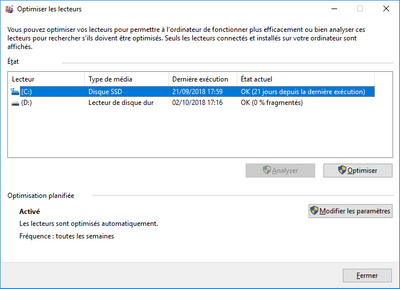 Optimiser les lecteurs
Vous pouvez optimiser vos lecteurs pour permettre à l'ordinateur de fonctionner plus efficacement ou bien analyser ces
lecteurs pour rechercher s'ils doivent être optimisés. Seuls les lecteurs connectés et installés sur votre ordinateur sont
affichés.
État
Lecteur Type de média Dernière exécution État actuel
(C:) Disque SSD 21/09/2018 17:59 OK (21 jours depuis la dernière exécution)
(D:) Lecteur de disque dur 02/10/2018 17:16 OK (0 % fragmentés)
Analyser Optimiser
Optimisation planifiée
Activé
Modifier les paramètres
Les lecteurs sont optimisés automatiquement.
Fréquence : toutes les semaines
Fermer